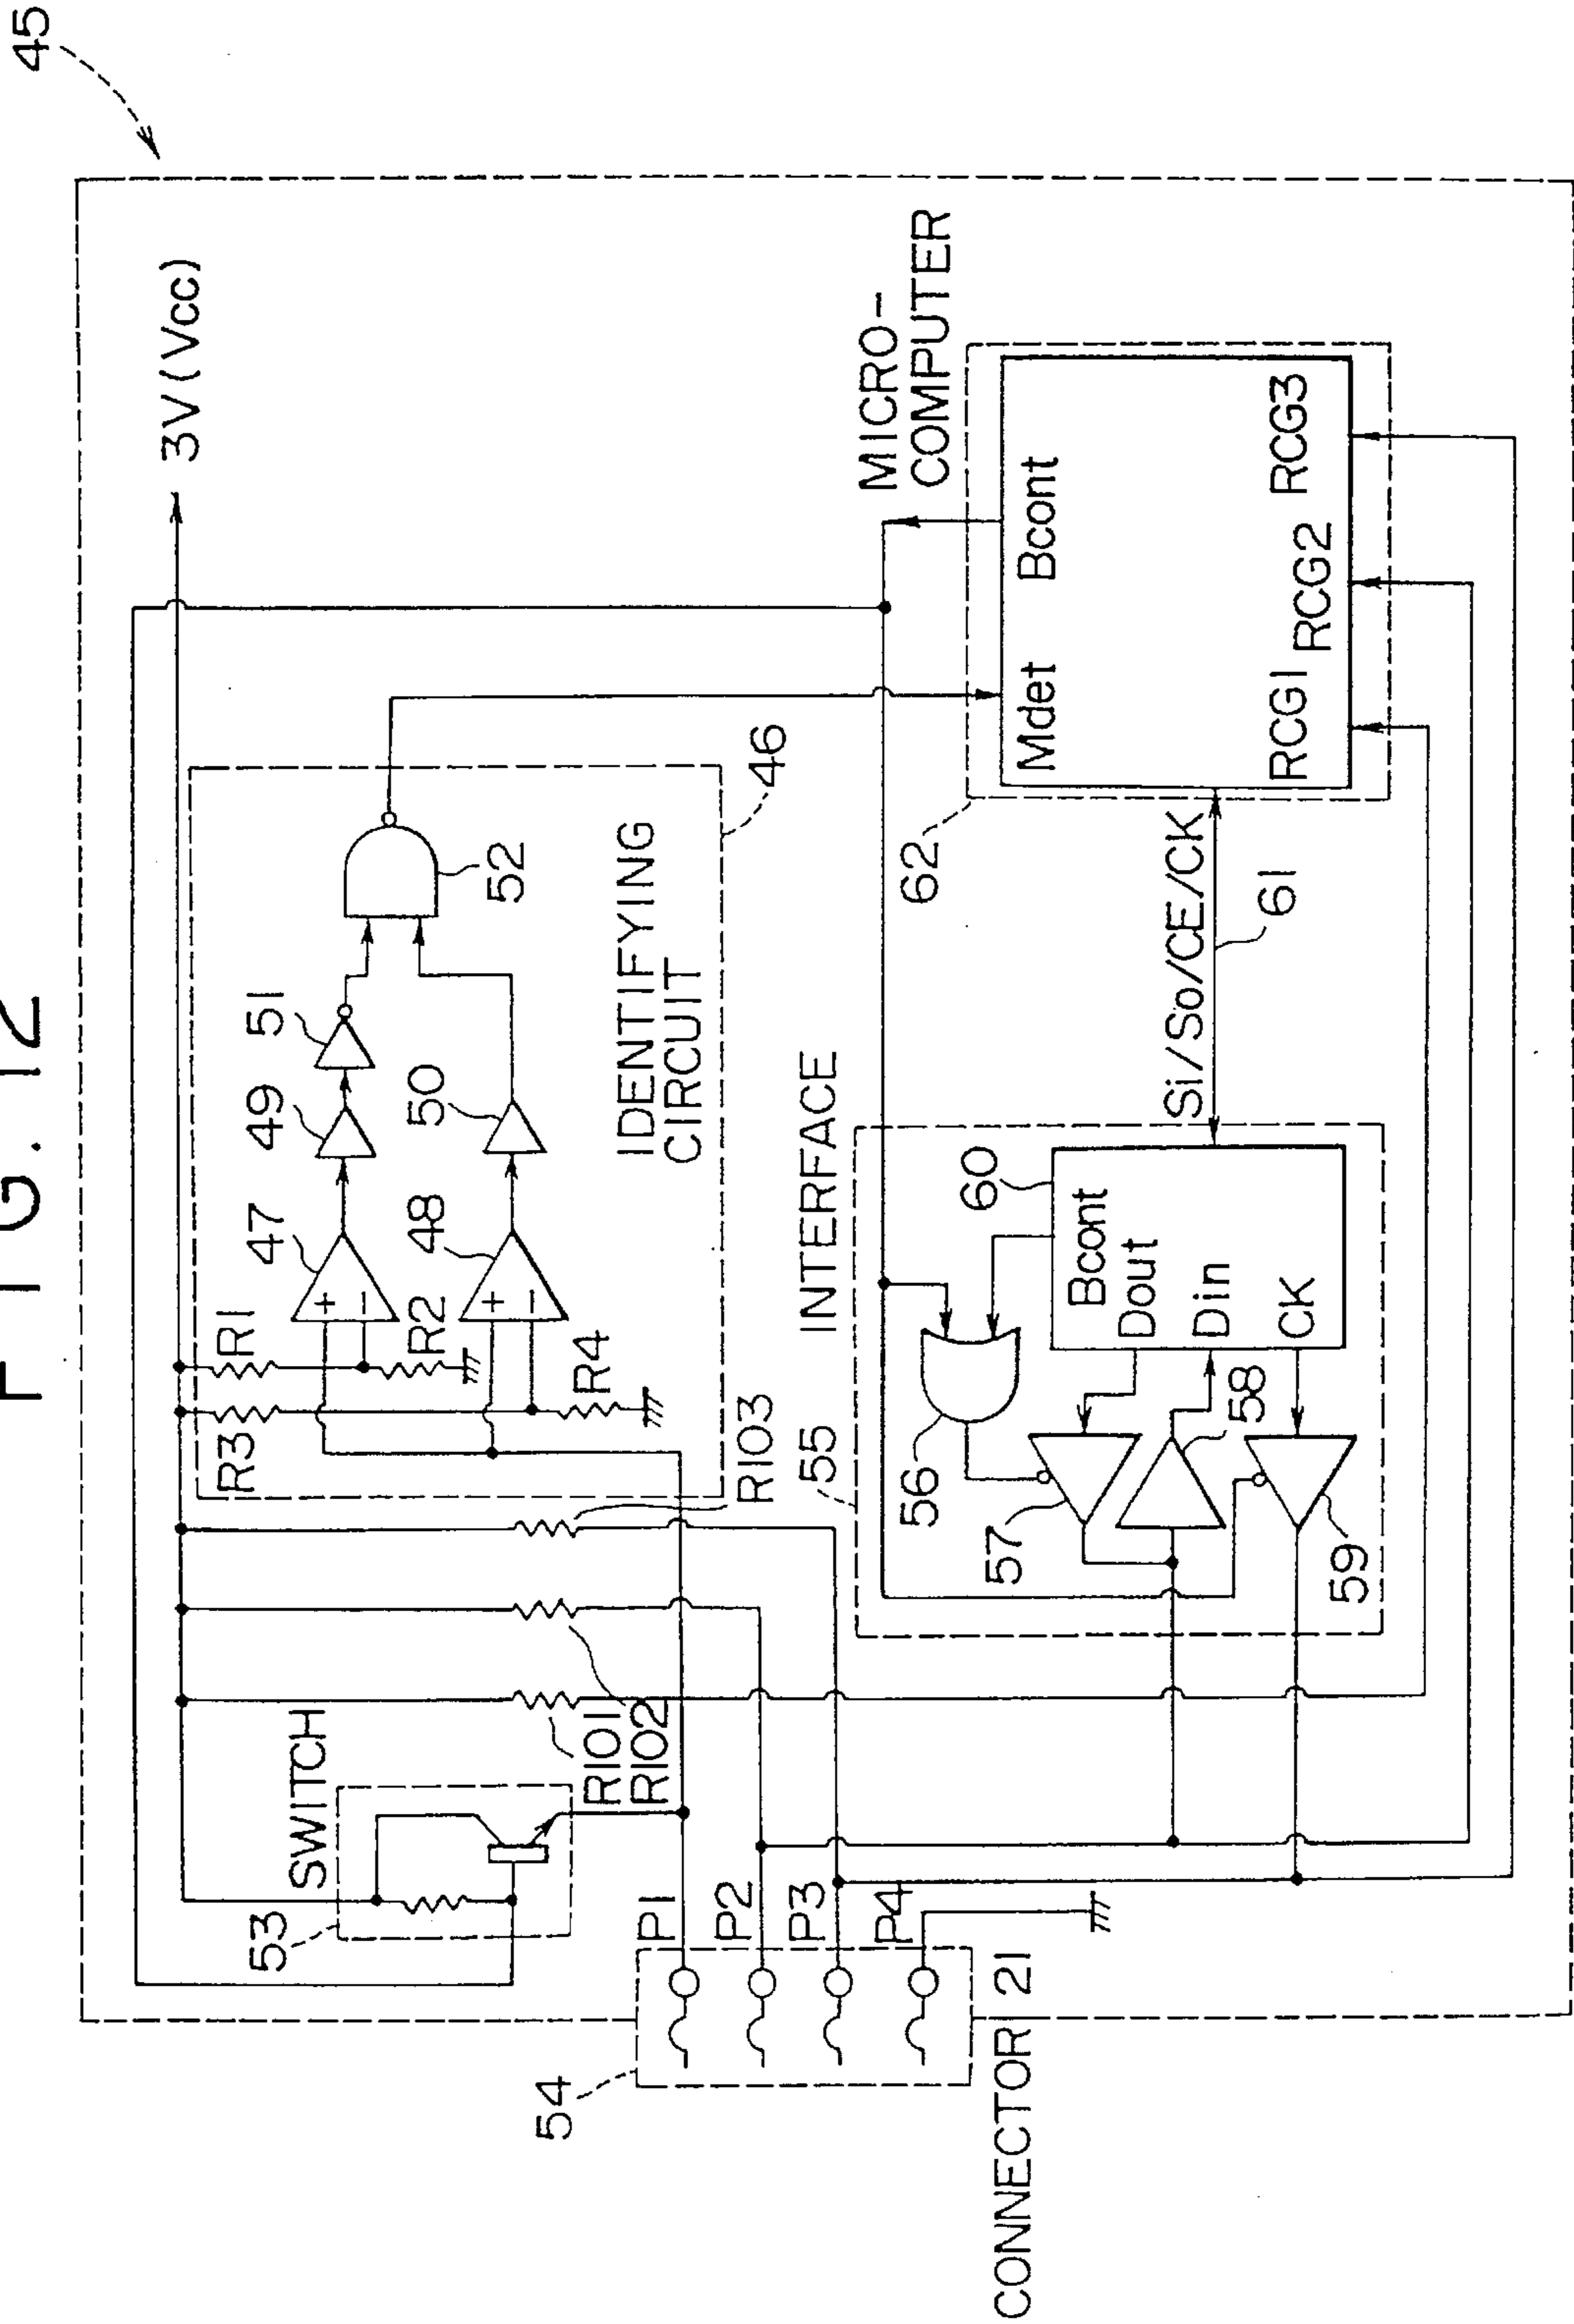 FIG. 12
45
3V(Vcc)
SWITCH
53
R3
R1
47
49
51
R2
48
50
52
R4
IDENTIFYING
CIRCUIT
46
R101
R102
R103
54
P1
P2
P3
P4
CONNECTOR 21
55
INTERFACE
56
57
58
59
60
Bcont
Dout
Din
CK
Si/So/CE/CK
61
62
MICRO-
COMPUTER
Mdet
Bcont
RCG1
RCG2
RCG3